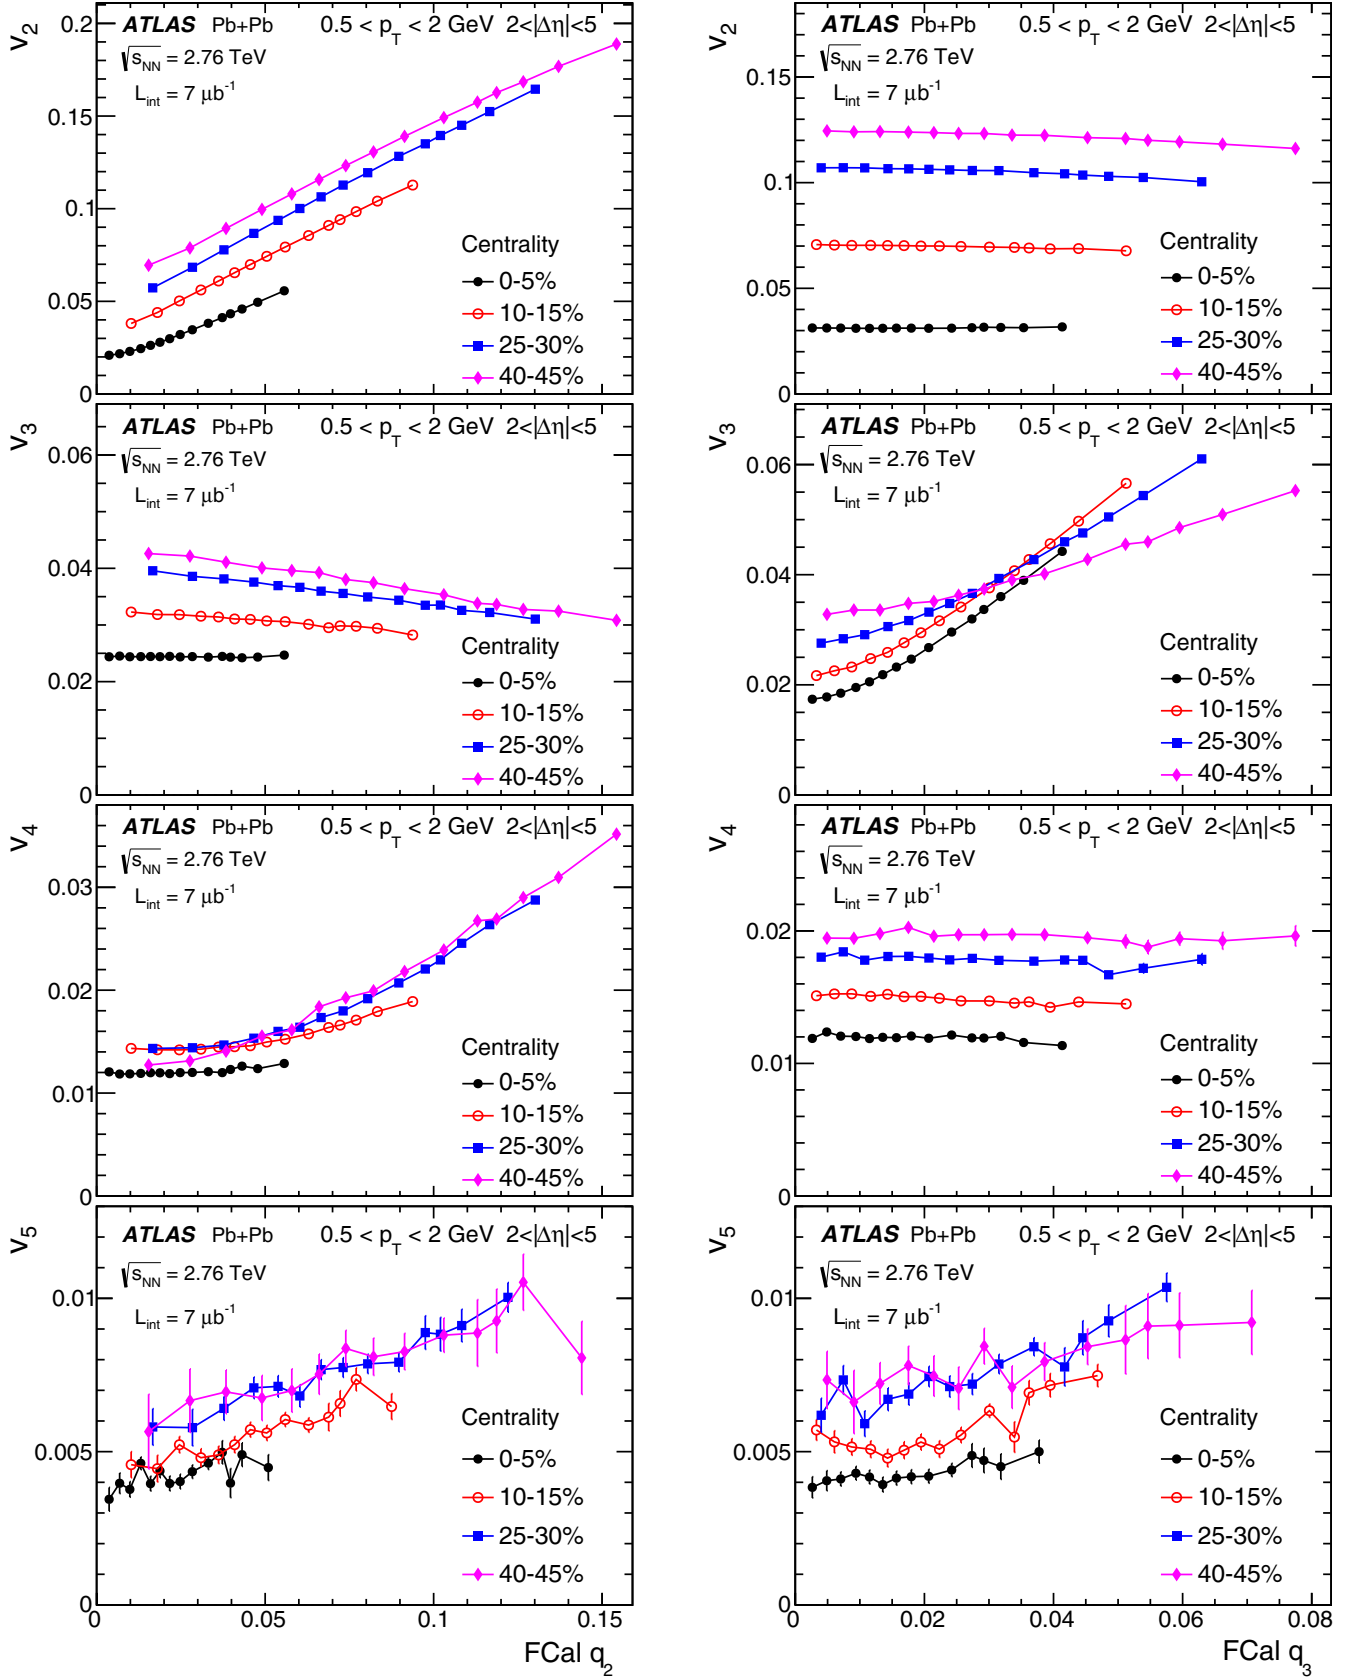 v2
ATLAS Pb+Pb 0.5 < pT < 2 GeV 2<|Δη|<5
√sNN = 2.76 TeV
Lint = 7 μb-1
0.2
0.15
0.1
0.05
0
Centrality
0-5%
10-15%
25-30%
40-45%
v2
ATLAS Pb+Pb 0.5 < pT < 2 GeV 2<|Δη|<5
√sNN = 2.76 TeV
Lint = 7 μb-1
0.15
0.1
0.05
0
Centrality
0-5%
10-15%
25-30%
40-45%
v3
ATLAS Pb+Pb 0.5 < pT < 2 GeV 2<|Δη|<5
√sNN = 2.76 TeV
Lint = 7 μb-1
0.06
0.04
0.02
0
Centrality
0-5%
10-15%
25-30%
40-45%
v3
ATLAS Pb+Pb 0.5 < pT < 2 GeV 2<|Δη|<5
√sNN = 2.76 TeV
Lint = 7 μb-1
0.06
0.04
0.02
0
Centrality
0-5%
10-15%
25-30%
40-45%
v4
ATLAS Pb+Pb 0.5 < pT < 2 GeV 2<|Δη|<5
√sNN = 2.76 TeV
Lint = 7 μb-1
0.03
0.02
0.01
0
Centrality
0-5%
10-15%
25-30%
40-45%
v4
ATLAS Pb+Pb 0.5 < pT < 2 GeV 2<|Δη|<5
√sNN = 2.76 TeV
Lint = 7 μb-1
0.02
0.01
0
Centrality
0-5%
10-15%
25-30%
40-45%
v5
ATLAS Pb+Pb 0.5 < pT < 2 GeV 2<|Δη|<5
√sNN = 2.76 TeV
Lint = 7 μb-1
0.01
0.005
0
Centrality
0-5%
10-15%
25-30%
40-45%
0 0.05 0.1 0.15
FCal q2
v5
ATLAS Pb+Pb 0.5 < pT < 2 GeV 2<|Δη|<5
√sNN = 2.76 TeV
Lint = 7 μb-1
0.01
0.005
0
Centrality
0-5%
10-15%
25-30%
40-45%
0 0.02 0.04 0.06 0.08
FCal q3